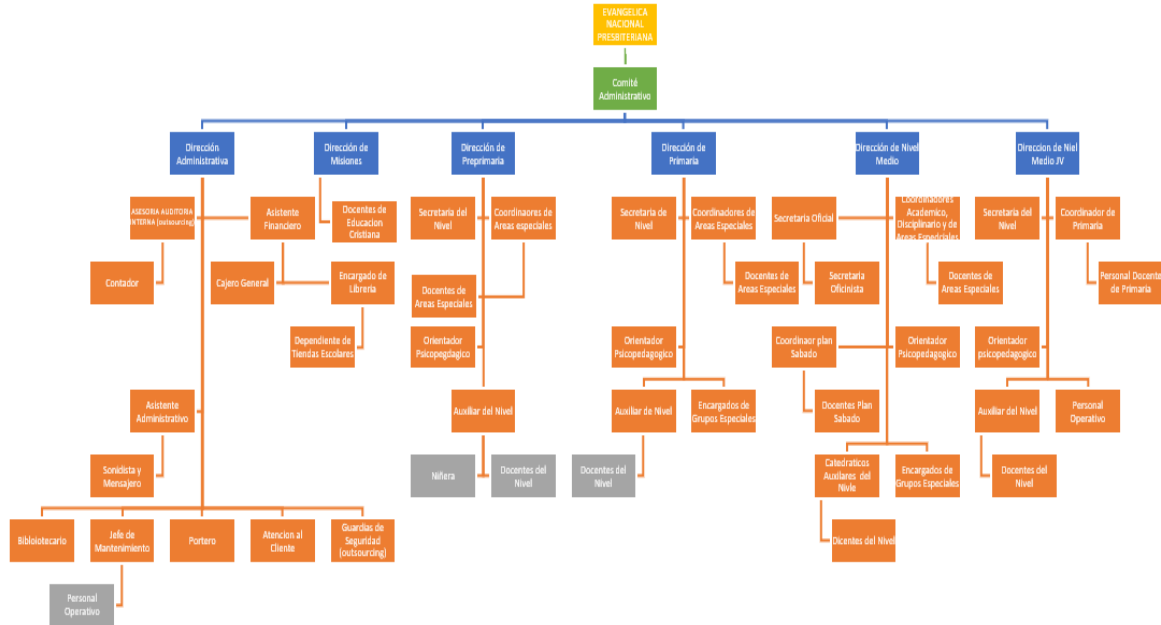 EVANGELICA
NACIONAL
PRESBITERIANA
Comité
Administrativo
Dirección
Administrativa
Dirección de
Misiones
Dirección de
Preprimaria
Dirección de
Primaria
Dirección de Nivel
Medio
Direccion de Niel
Medio JV
ASESORIA AUDITORIA
INTERNA (outsourcing)
Asistente
Financiero
Docentes de
Educacion
Cristiana
Secretaria del
Nivel
Coordinaores de
Areas especiales
Secretaria de
Nivel
Coordinadores de
Areas Especiales
Secretaria Oficial
Coordinadores
Academico,
Disciplinario y de
Areas Espedciales
Secretaria del
Nivel
Coordinador de
Primaria
Contador
Cajero General
Encargado de
Libreria
Docentes de
Areas Especiales
Docentes de
Areas Especiales
Secretaria
Oficinista
Docentes de
Areas Especiales
Personal Docente
de Primaria
Dependiente de
Tiendas Escolares
Orientador
Psicopegdagico
Orientador
Psicopedagogico
Coordinaor plan
Sabado
Orientador
Psicopedagogico
Orientador
psicopedagogico
Asistente
Administrativo
Auxiliar del Nivel
Auxiliar de Nivel
Encargados de
Grupos Especiales
Docentes Plan
Sabado
Auxiliar del Nivel
Personal
Operativo
Sonidista y
Mensajero
Niñera
Docentes del
Nivel
Docentes del
Nivel
Catedraticos
Auxilares del
Nivle
Encargados de
Grupos Especiales
Docentes del
Nivel
Bibloiotecario
Jefe de
Mantenimiento
Portero
Atencion al
Cliente
Guardias de
Seguridad
(outsourcing)
Dicentes del Nivel
Personal
Operativo